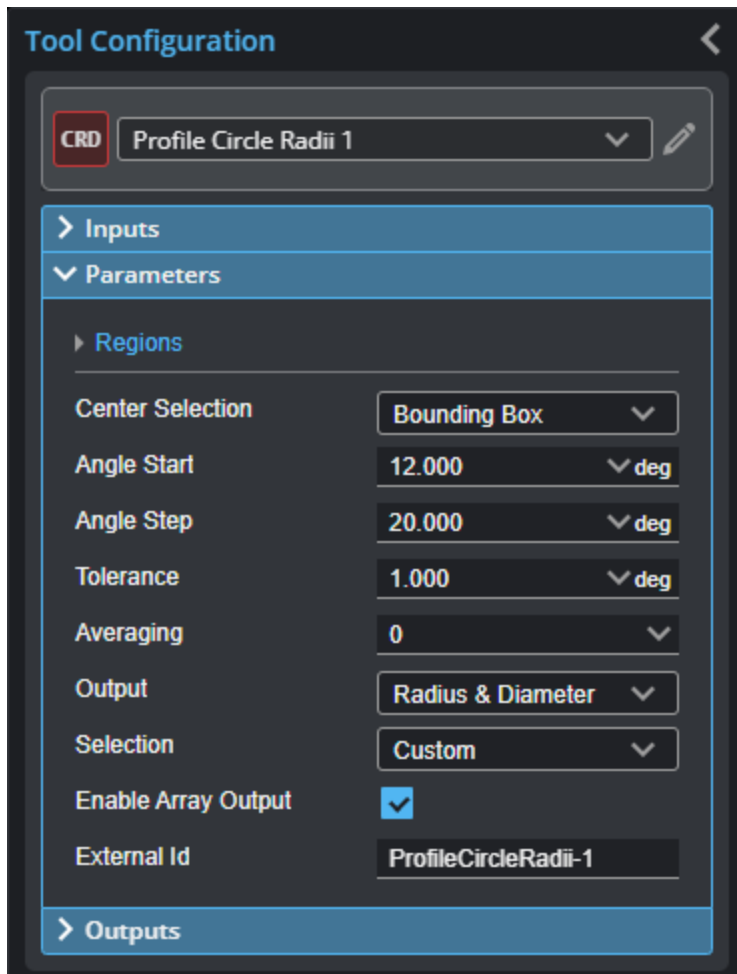 Tool Configuration
CRD Profile Circle Radii 1
Inputs
Parameters
Regions
Center Selection Bounding Box
Angle Start 12.000 deg
Angle Step 20.000 deg
Tolerance 1.000 deg
Averaging 0
Output Radius & Diameter
Selection Custom
Enable Array Output
External Id ProfileCircleRadii-1
Outputs